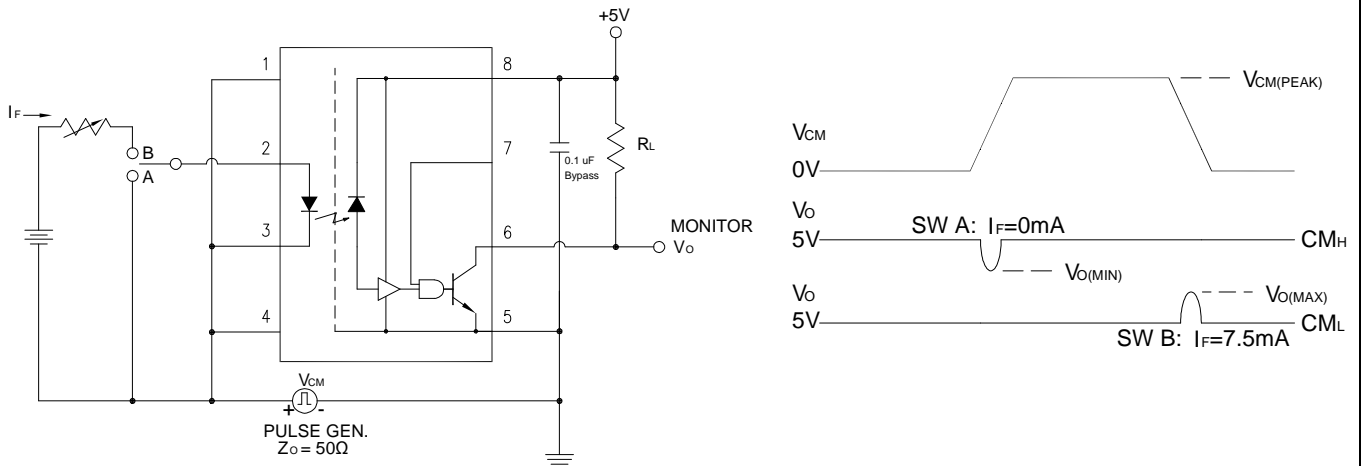 +5V
1
8
IF
B
2
A
7
0.1 uF
Bypass
RL
3
6
MONITOR
VO
4
5
VCM
+ -
PULSE GEN.
ZO = 50Ω
VCM(PEAK)
VCM
0V
VO
SW A: IF=0mA
5V
CMH
VO(MIN)
VO
VO(MAX)
5V
CML
SW B: IF=7.5mA